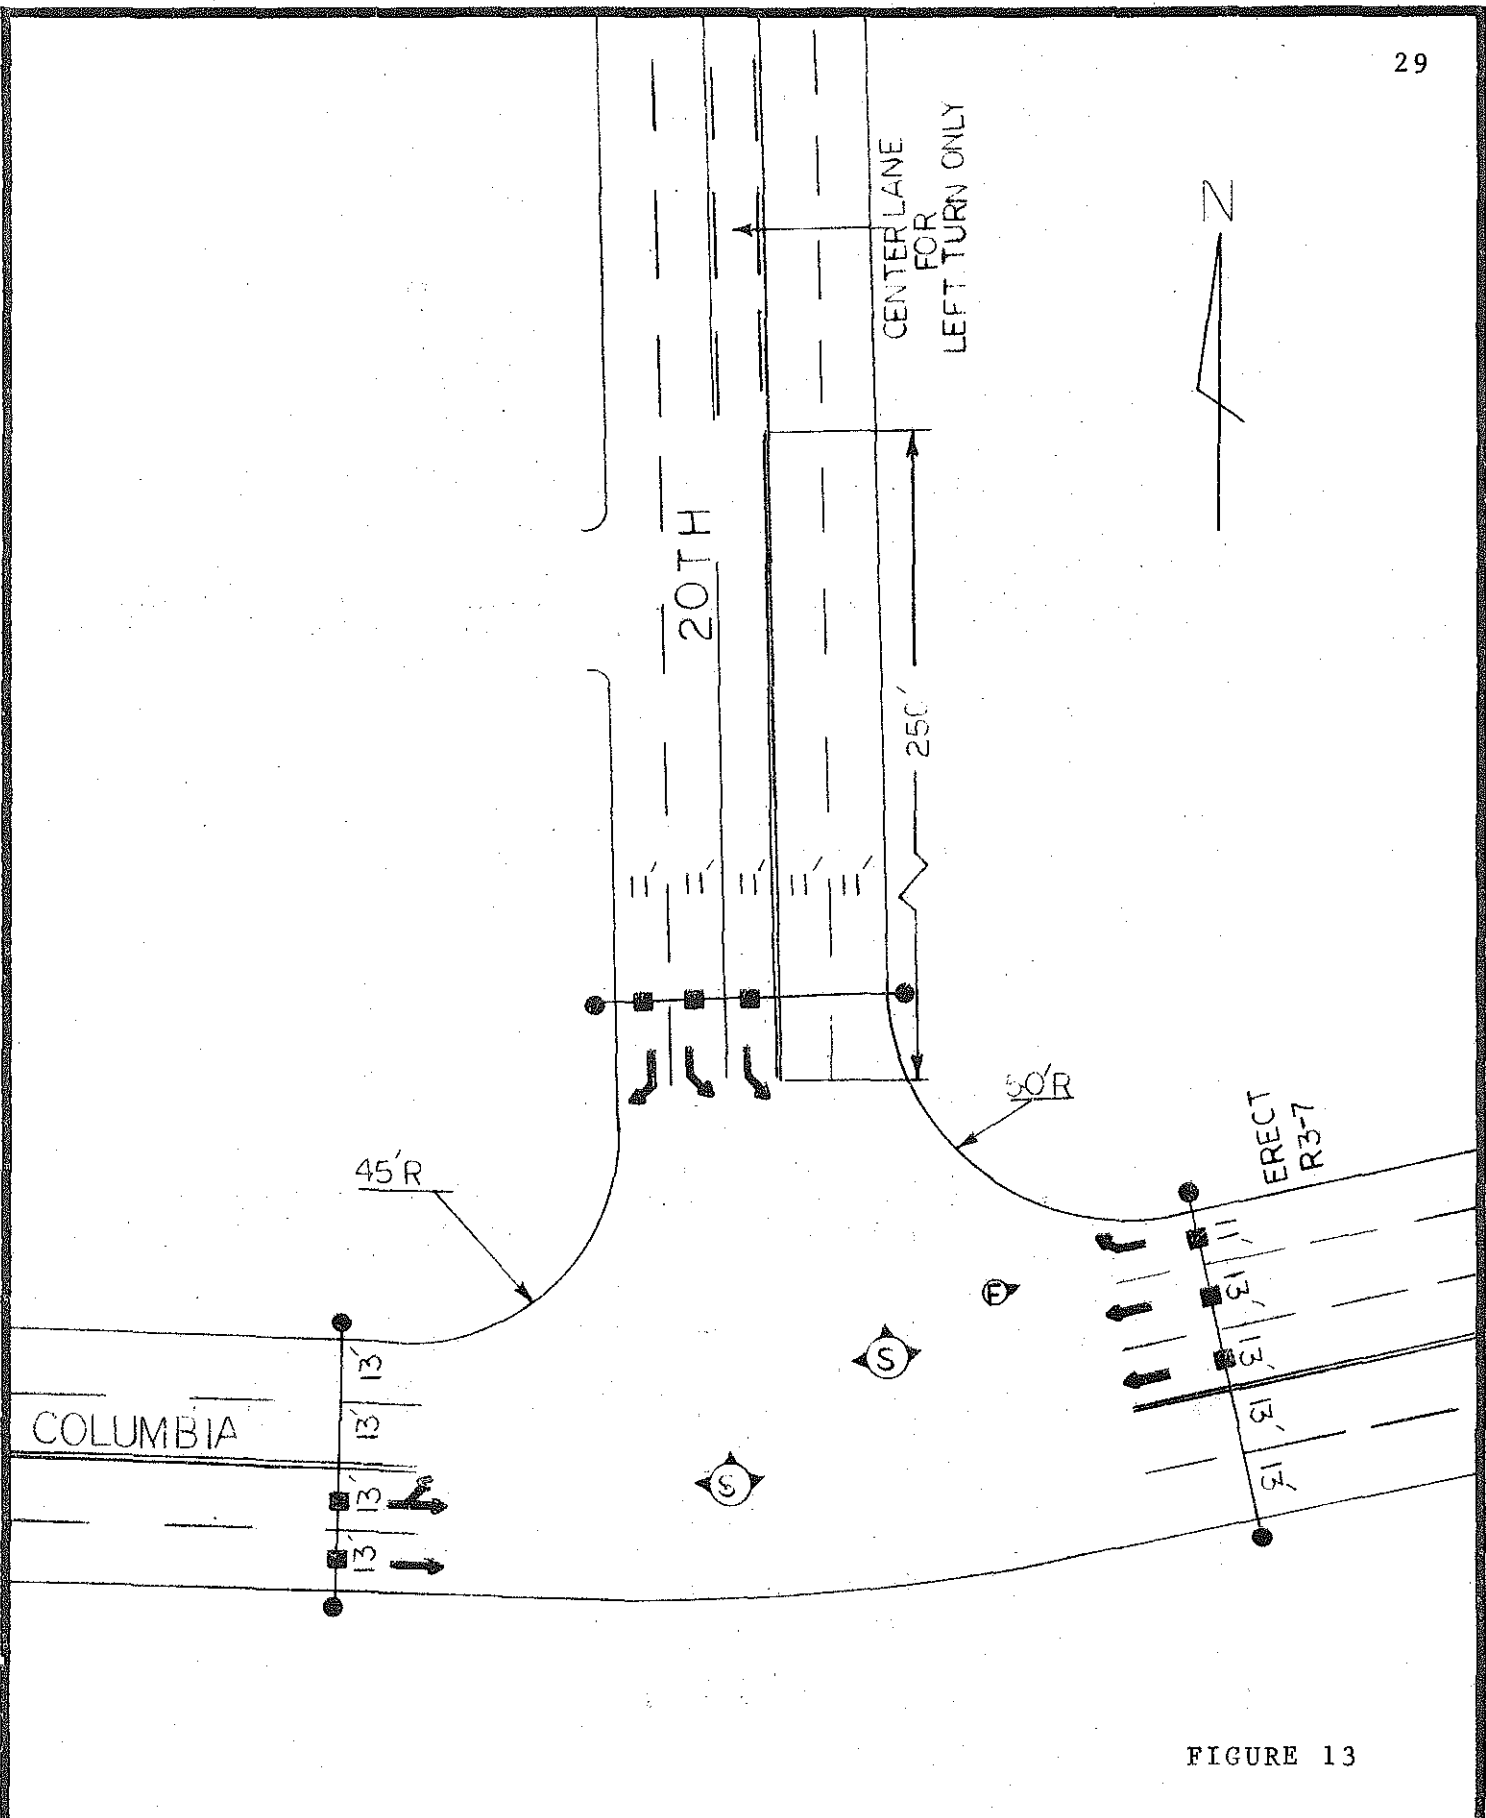 29
CENTER LANE
FOR
LEFT TURN ONLY
N
20TH
250'
11' 11' 11' 11' 11'
50'R
45'R
ERECT
R3-7
11'
13'
13'
13'
13'
F
S
S
COLUMBIA
13'
13'
13'
13'
FIGURE 13